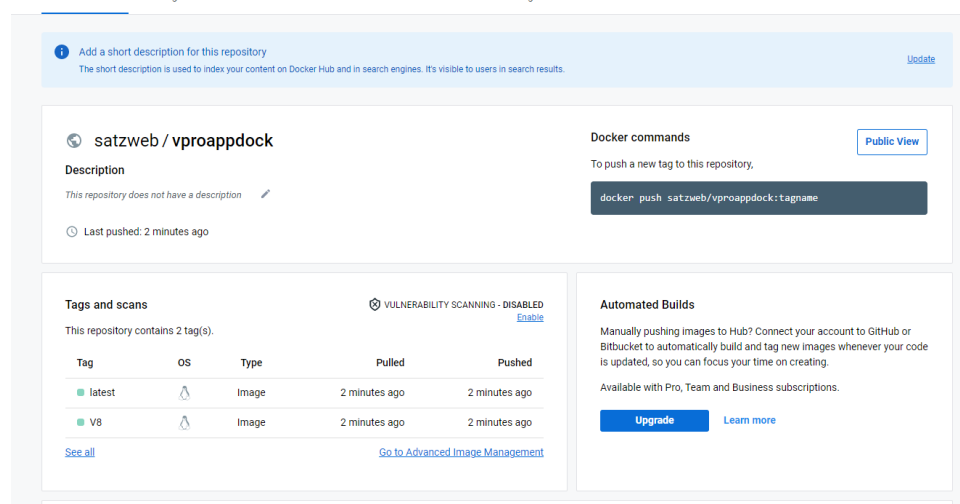 Add a short description for this repository
The short description is used to index your content on Docker Hub and in search engines. It's visible to users in search results.
Update
satzweb / vproappdock
Description
This repository does not have a description
Last pushed: 2 minutes ago
Docker commands
Public View
To push a new tag to this repository,
docker push satzweb/vproappdock:tagname
Tags and scans
VULNERABILITY SCANNING - DISABLED
Enable
This repository contains 2 tag(s).
Tag OS Type Pulled Pushed
latest Image 2 minutes ago 2 minutes ago
V8 Image 2 minutes ago 2 minutes ago
See all
Go to Advanced Image Management
Automated Builds
Manually pushing images to Hub? Connect your account to GitHub or
Bitbucket to automatically build and tag new images whenever your code
is updated, so you can focus your time on creating.
Available with Pro, Team and Business subscriptions.
Upgrade
Learn more